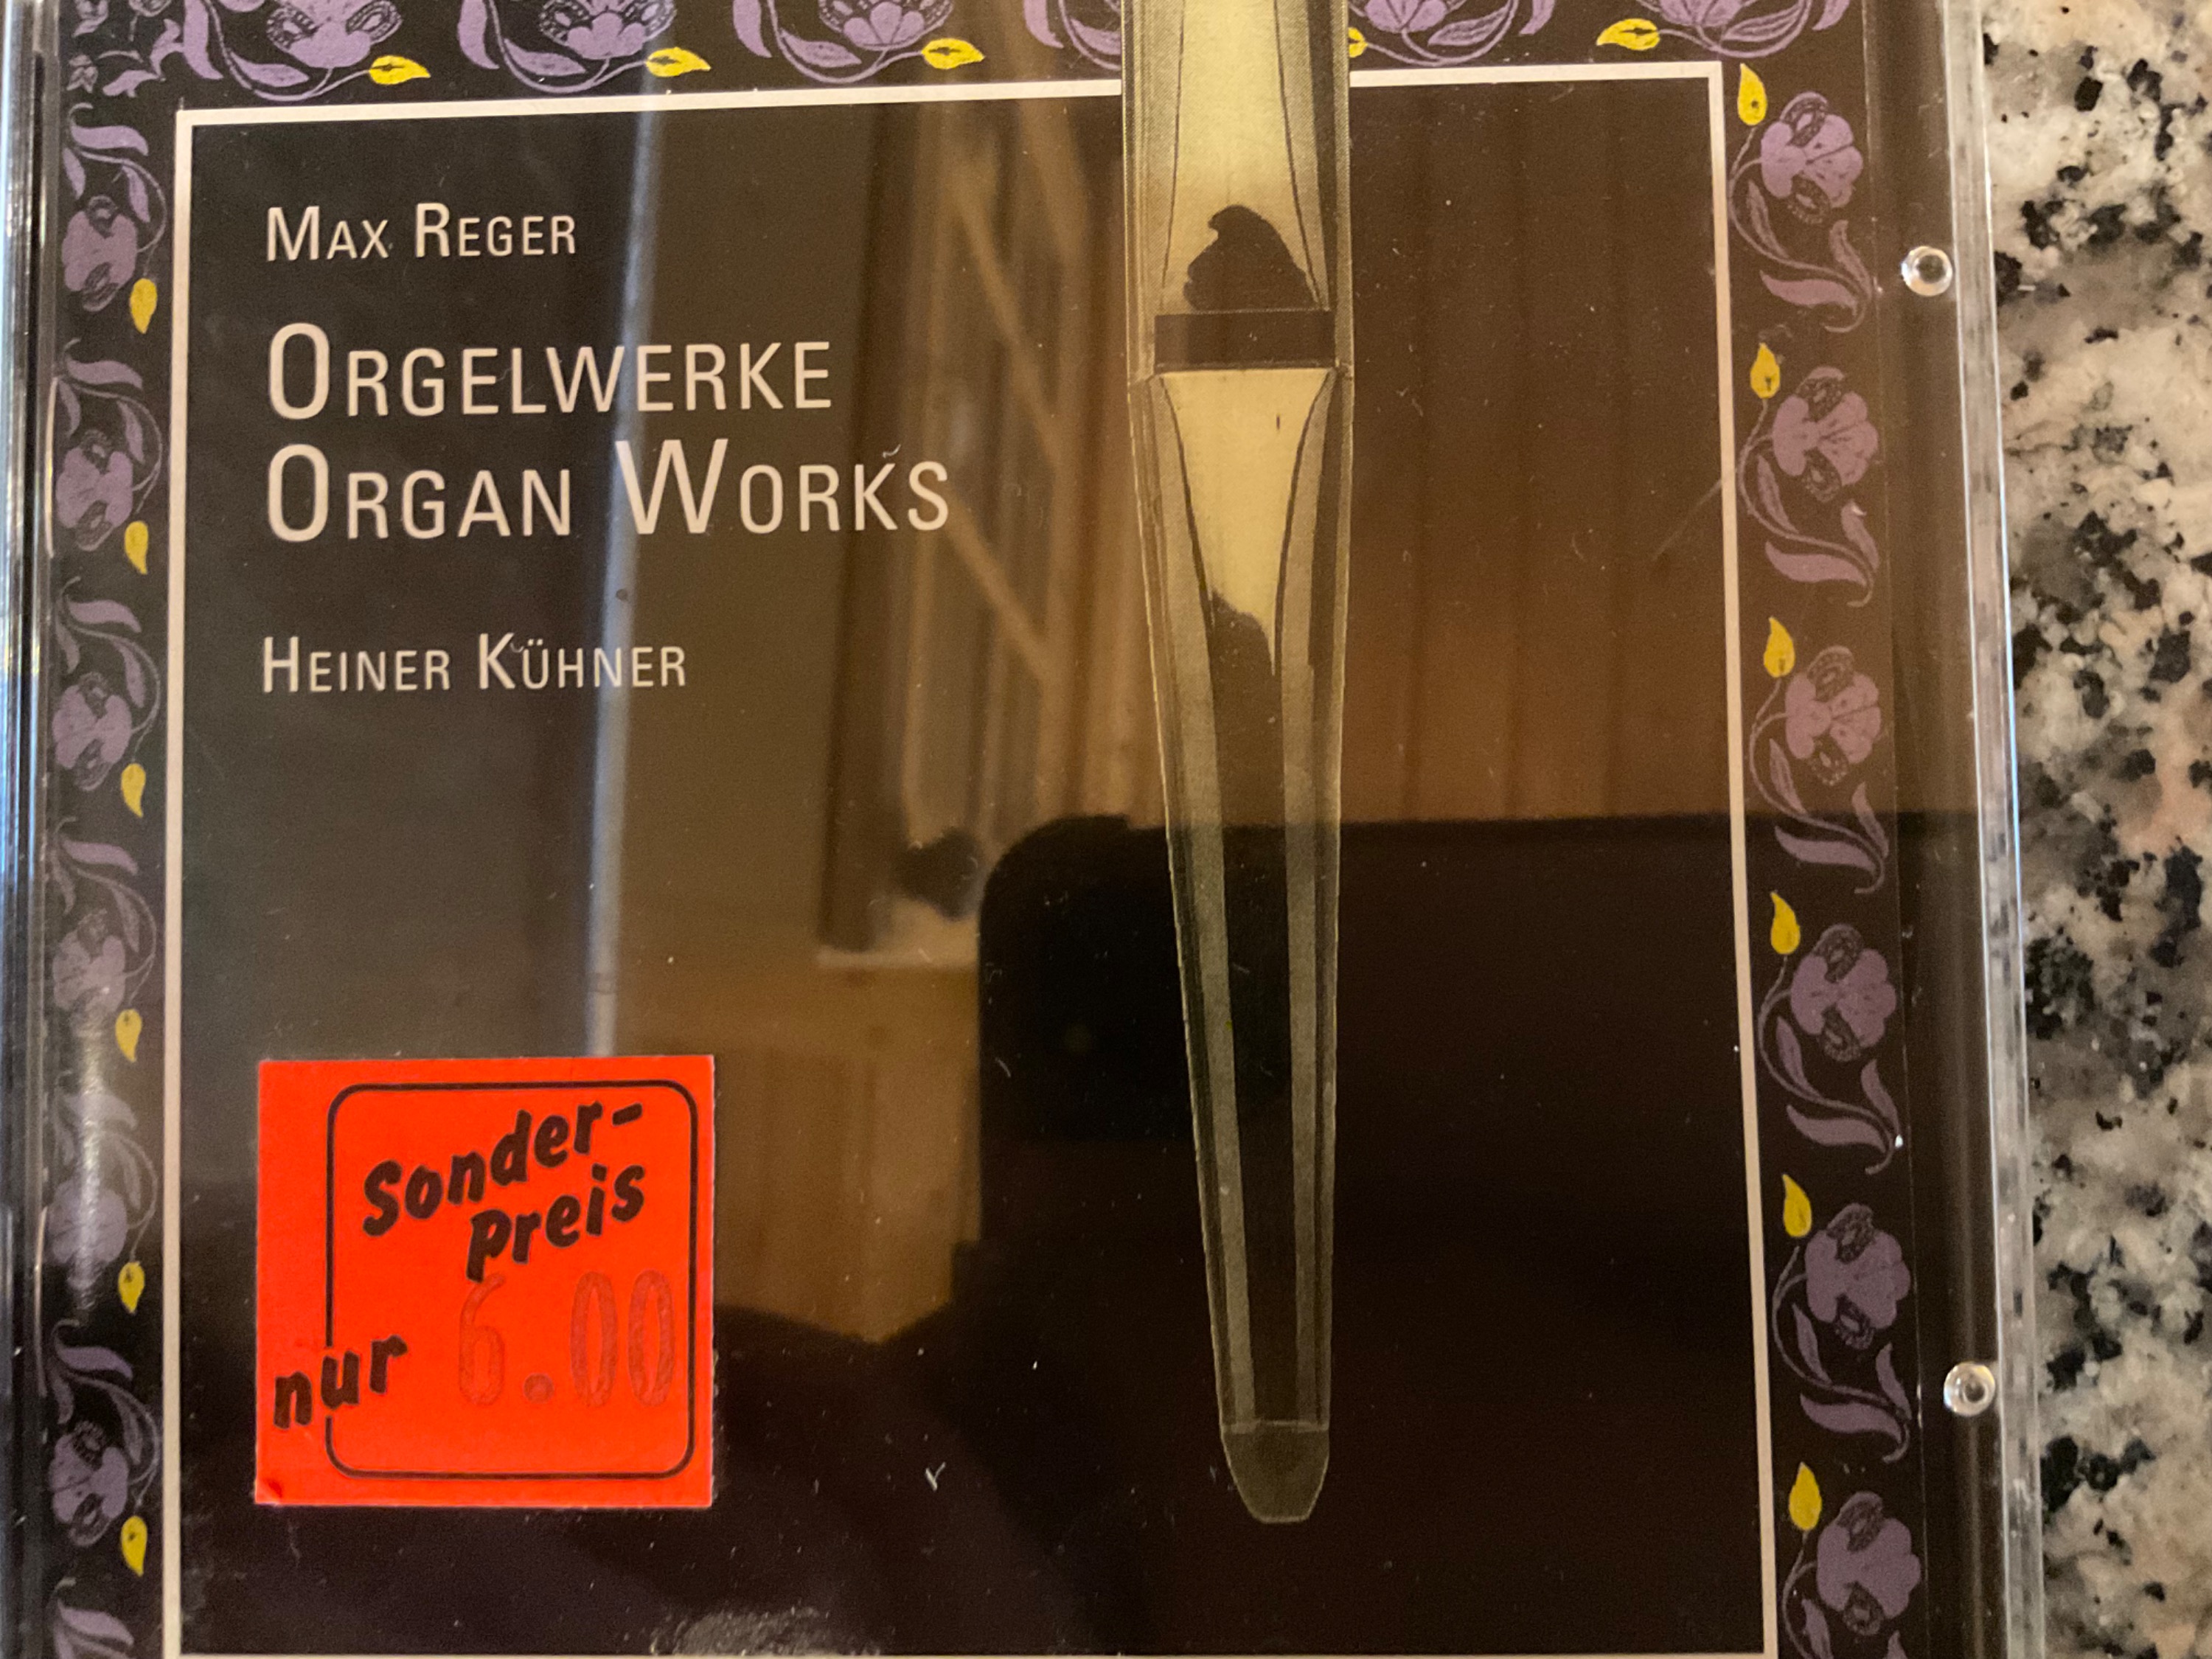 Max Reger
Orgelwerke
Organ Works
Heiner Kühner
Sonder-
preis
nur 6.00